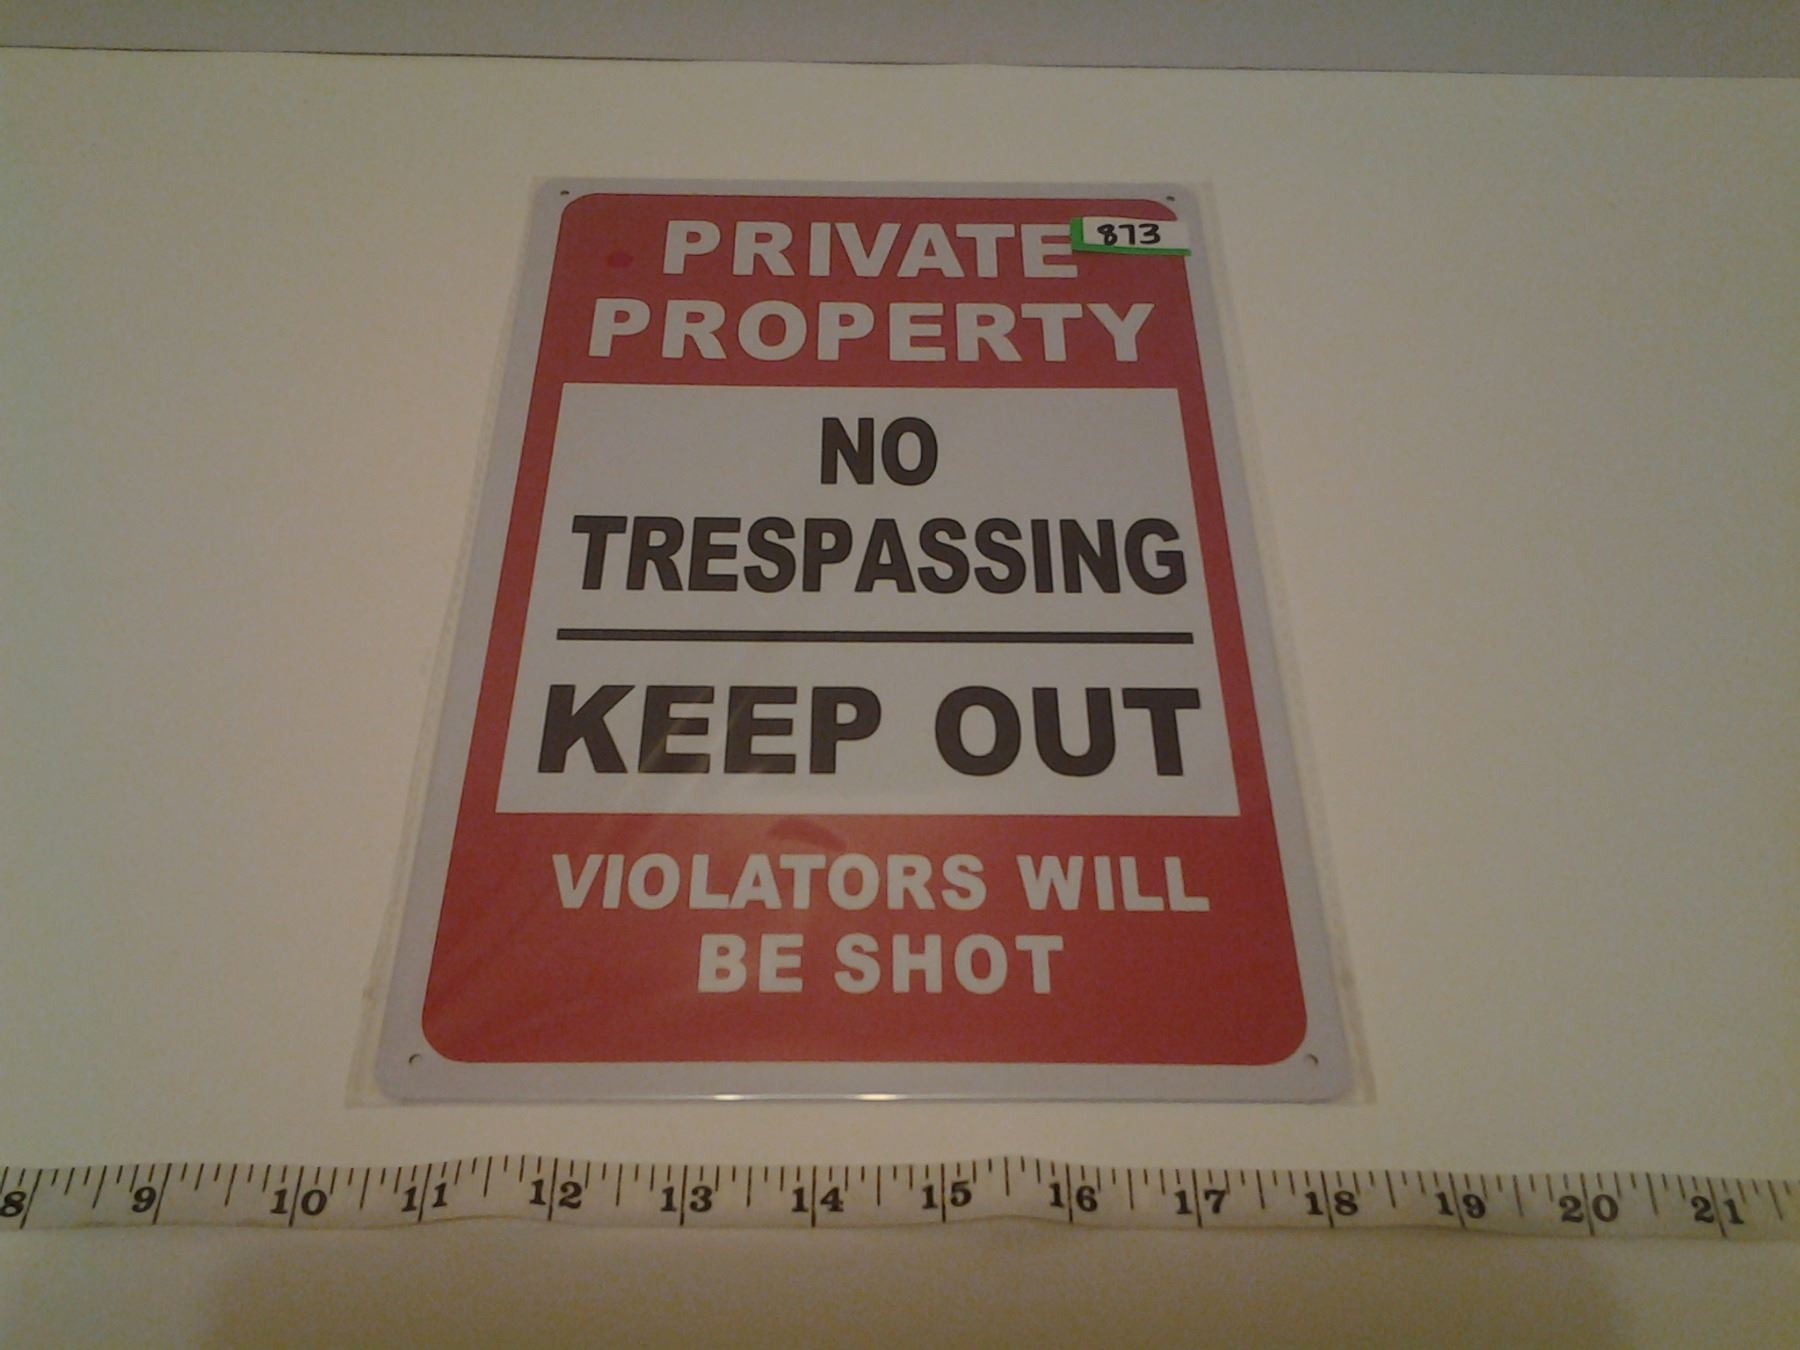 PRIVATE
873
PROPERTY
NO
TRESPASSING
KEEP OUT
VIOLATORS WILL
BE SHOT
8 9 10 11 12 13 14 15 16 17 18 19 20 21